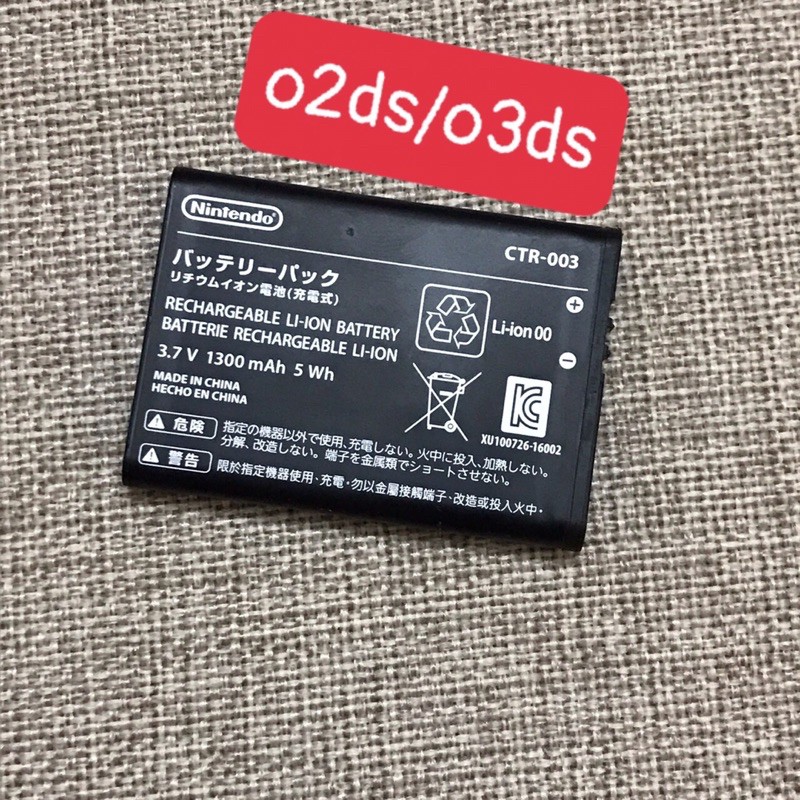 o2ds/o3ds
Nintendo®
CTR-003
バッテリーパック
リチウムイオン電池(充電式)
RECHARGEABLE LI-ION BATTERY
BATTERIE RECHARGEABLE LI-ION
3.7 V 1300 mAh 5 Wh
MADE IN CHINA
HECHO EN CHINA
Li-ion 00
XU100726-16002
危険 指定の機器以外で使用、充電しない。火中に投入、加熱しない。
分解、改造しない。端子を金属類でショートさせない。
警告 限於指定機器使用、充電・勿以金屬接觸端子、改造或投入火中・